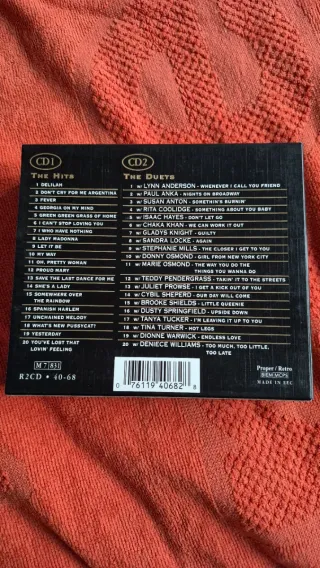 CD1
THE HITS
1 DELILAH
2 DON'T CRY FOR ME ARGENTINA
3 FEVER
4 GEORGIA ON MY MIND
5 GREEN GREEN GRASS OF HOME
6 I CAN'T STOP LOVING YOU
7 I WHO HAVE NOTHING
8 LADY MADONNA
9 LET IT BE
10 MY WAY
11 OH, PRETTY WOMAN
12 PROUD MARY
13 SAVE THE LAST DANCE FOR ME
14 SHE'S A LADY
15 SOMEWHERE OVER
THE RAINBOW
16 SPANISH HARLEM
17 UNCHAINED MELODY
18 WHAT'S NEW PUSSYCAT!
19 YESTERDAY
20 YOU'VE LOST THAT
LOVIN' FEELING
M 7 831
R2CD • 40-68
CD2
THE DUETS
1 w/ LYNN ANDERSON - WHENEVER I CALL YOU FRIEND
2 w/ PAUL ANKA - NIGHTS ON BROADWAY
3 w/ SUSAN ANTON - SOMETHIN'S BURNIN'
4 w/ RITA COOLIDGE - SOMETHING ABOUT YOU BABY
5 w/ ISAAC HAYES - DON'T LET GO
6 w/ CHAKA KHAN - WE CAN WORK IT OUT
7 w/ GLADYS KNIGHT - GUILTY
8 w/ SANDRA LOCKE - AGAIN
9 w/ STEPHANIE MILLS - THE CLOSER I GET TO YOU
10 w/ DONNY OSMOND - GIRL FROM NEW YORK CITY
11 w/ MARIE OSMOND - THE WAY YOU DO THE
THINGS YOU WANNA DO
12 w/ TEDDY PENDERGRASS - TAKIN' IT TO THE STREETS
13 w/ JULIET PROWSE - I GET A KICK OUT OF YOU
14 w/ CYBIL SHEPERD - OUR DAY WILL COME
15 w/ BROOKE SHIELDS - LITTLE QUEENIE
16 w/ DUSTY SPRINGFIELD - UPSIDE DOWN
17 w/ TANYA TUCKER - I'M LEAVING IT UP TO YOU
18 w/ TINA TURNER - HOT LEGS
19 w/ DIONNE WARWICK - ENDLESS LOVE
20 w/ DENIECE WILLIAMS - TOO MUCH, TOO LITTLE,
TOO LATE
0 76119 40682 8
Proper / Retro
BIEM/MCPS
MADE IN EEC